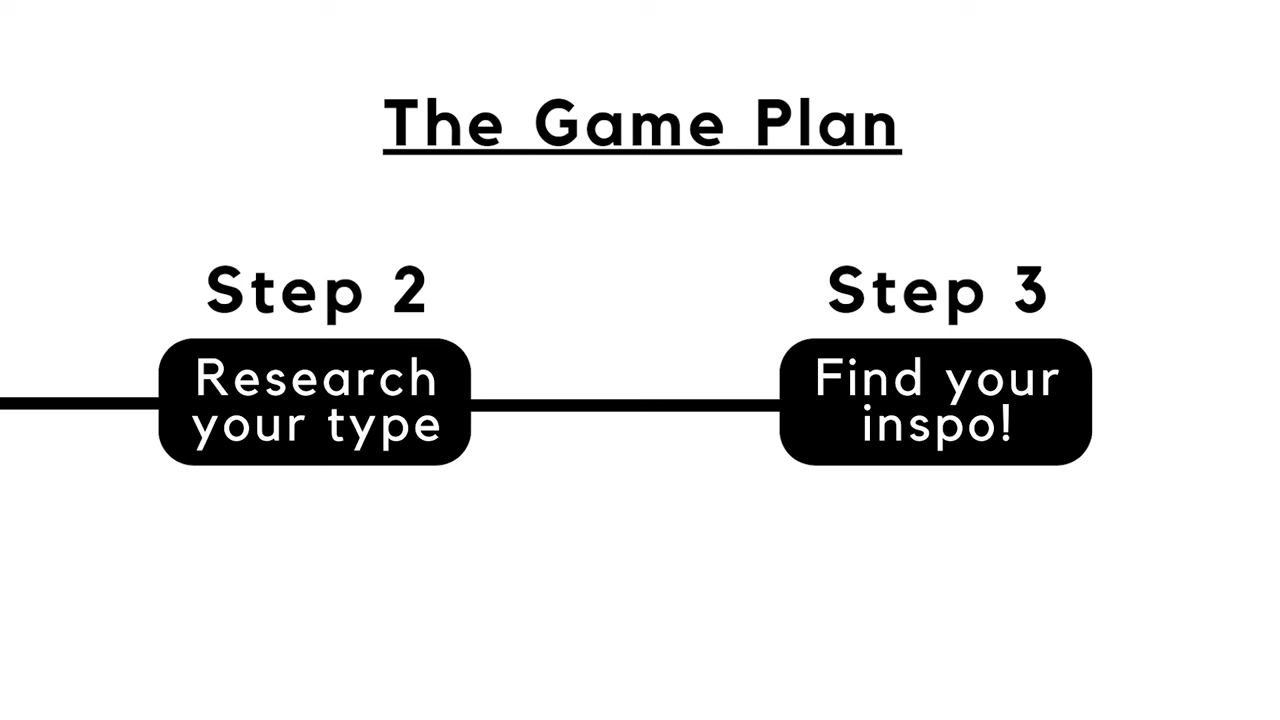 The Game Plan
Step 2
Research
your type
Step 3
Find your
inspo!